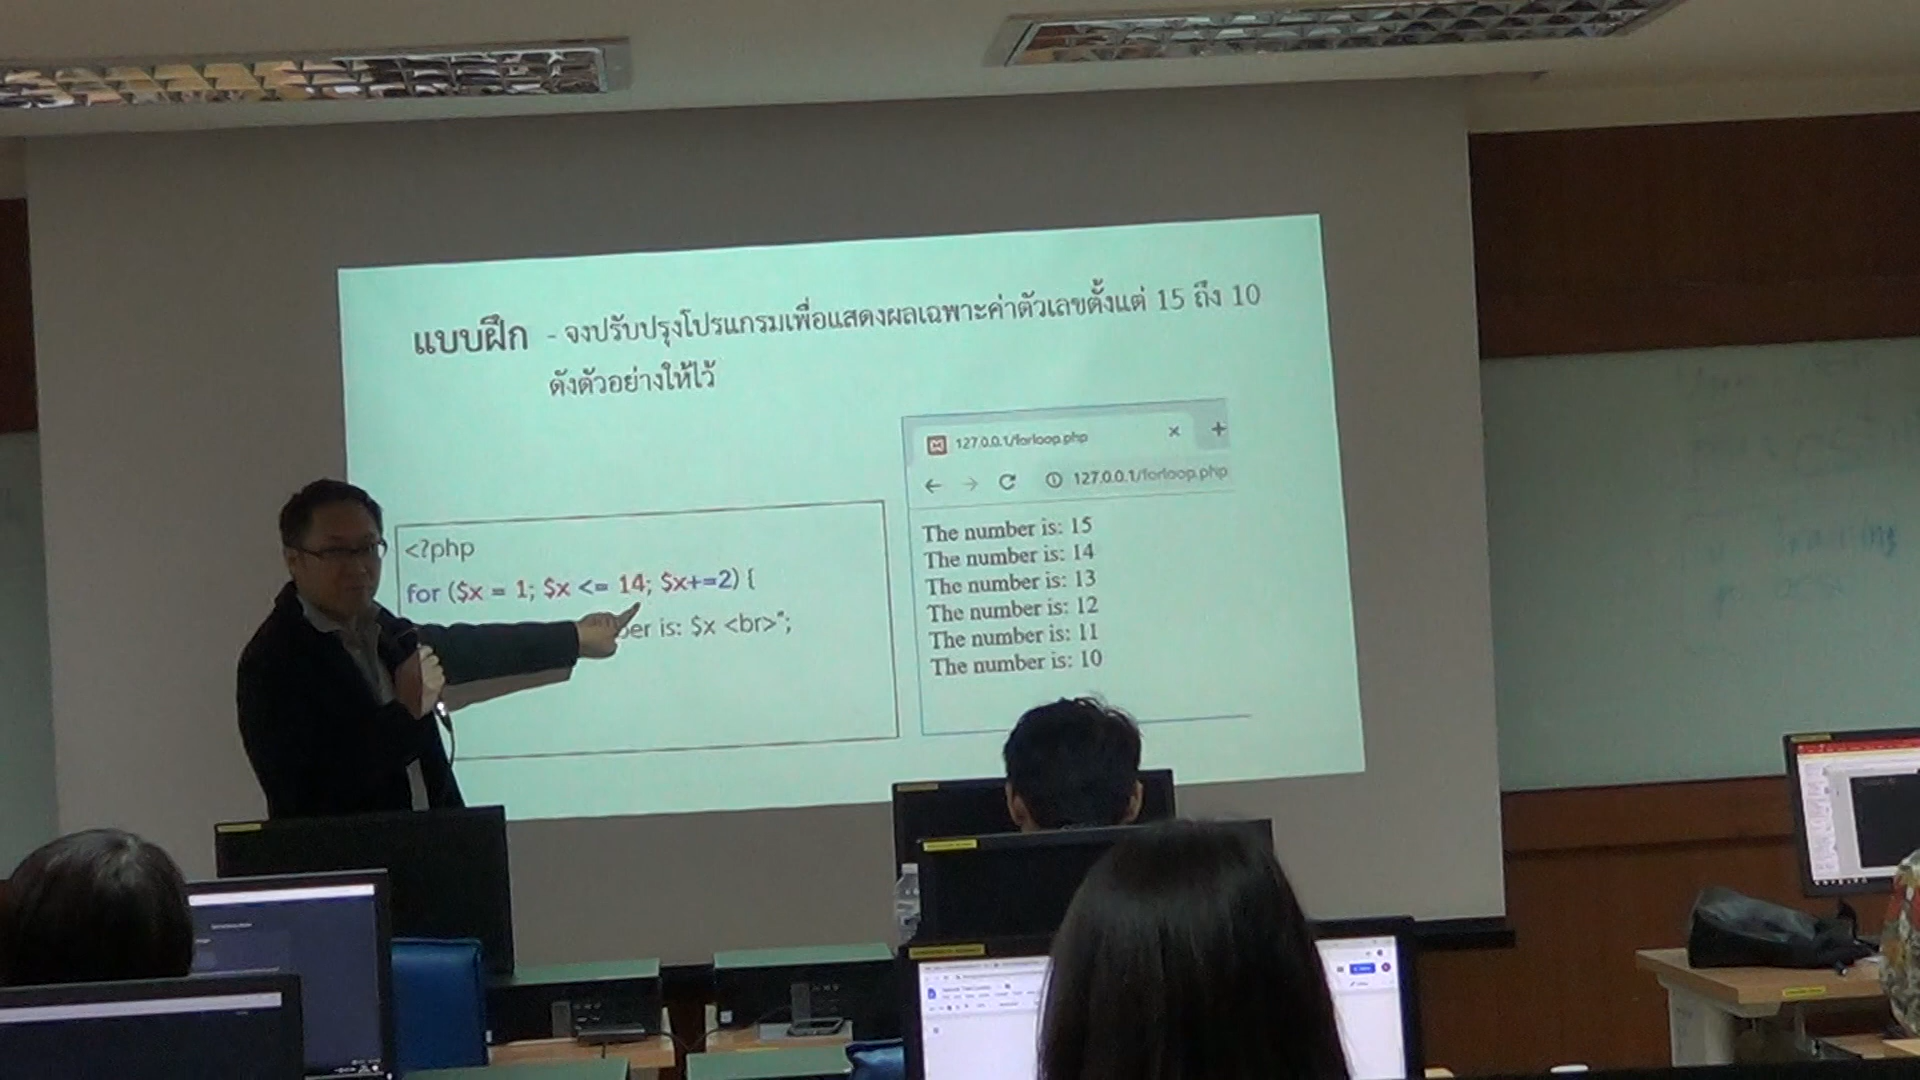 แบบฝึก - จงปรับปรุงโปรแกรมเพื่อแสดงผลเฉพาะค่าตัวเลขตั้งแต่ 15 ถึง 10
ดังตัวอย่างให้ไว้
<?php
for ($x = 1; $x <= 14; $x+=2) {
is: $x <br>";
127.0.0.1/forloop.php
127.0.0.1/forloop.php
The number is: 15
The number is: 14
The number is: 13
The number is: 12
The number is: 11
The number is: 10